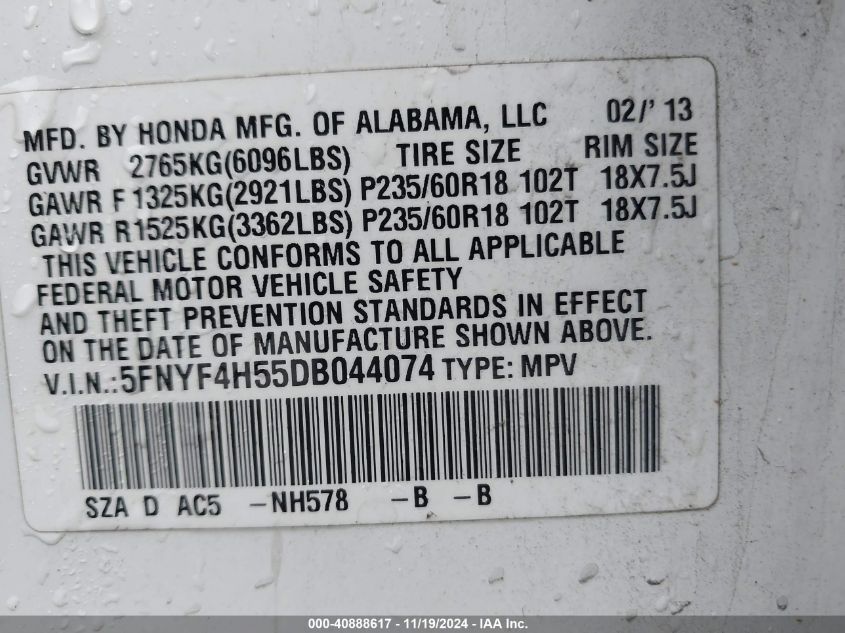 MFD. BY HONDA MFG. OF ALABAMA, LLC 02/' 13
GVWR 2765KG(6096LBS) TIRE SIZE RIM SIZE
GAWR F 1325KG(2921LBS) P235/60R18 102T 18X7.5J
GAWR R1525KG(3362LBS) P235/60R18 102T 18X7.5J
THIS VEHICLE CONFORMS TO ALL APPLICABLE
FEDERAL MOTOR VEHICLE SAFETY
AND THEFT PREVENTION STANDARDS IN EFFECT
ON THE DATE OF MANUFACTURE SHOWN ABOVE.
V.I.N.:5FNYF4H55DB044074 TYPE: MPV
SZA D AC5 -NH578 -B -B
000-40888617 - 11/19/2024 - IAA Inc.